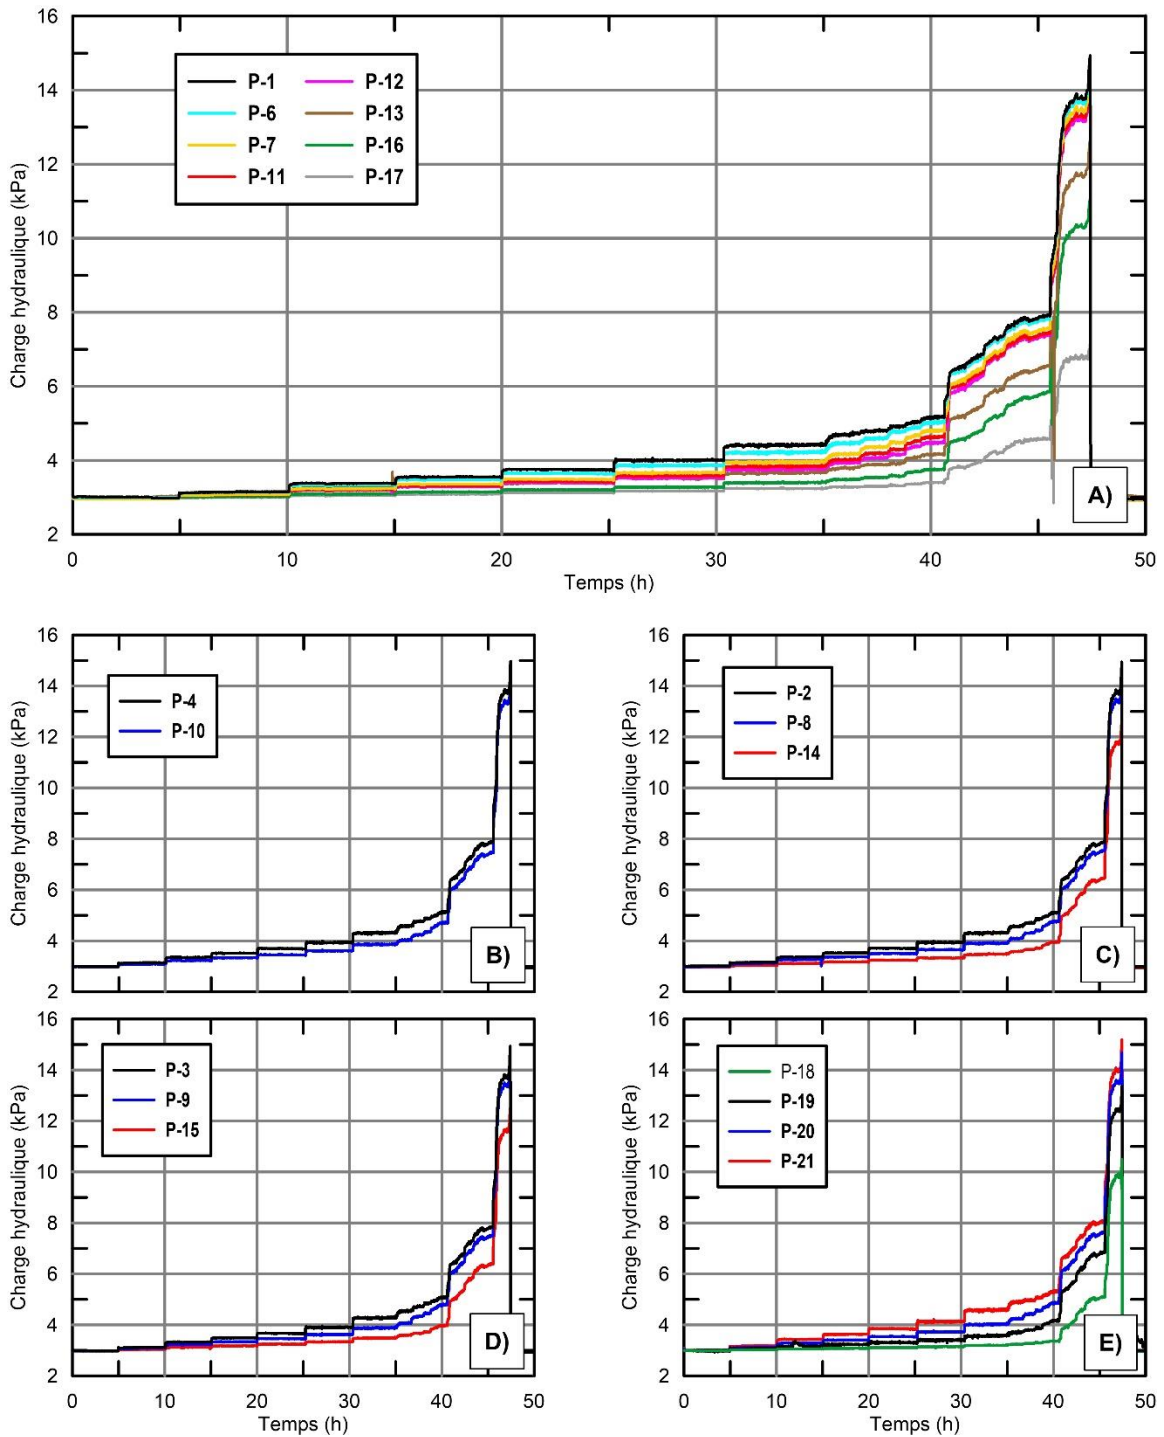 16
14
12
10
8
6
4
2
Charge hydraulique (kPa)
P-1 P-12
P-6 P-13
P-7 P-16
P-11 P-17
A)
0 10 20 30 40 50
Temps (h)
16
14
12
10
8
6
4
2
Charge hydraulique (kPa)
P-4
P-10
B)
16
14
12
10
8
6
4
2
Charge hydraulique (kPa)
P-2
P-8
P-14
C)
16
14
12
10
8
6
4
2
Charge hydraulique (kPa)
P-3
P-9
P-15
D)
0 10 20 30 40 50
Temps (h)
16
14
12
10
8
6
4
2
Charge hydraulique (kPa)
P-18
P-19
P-20
P-21
E)
0 10 20 30 40 50
Temps (h)